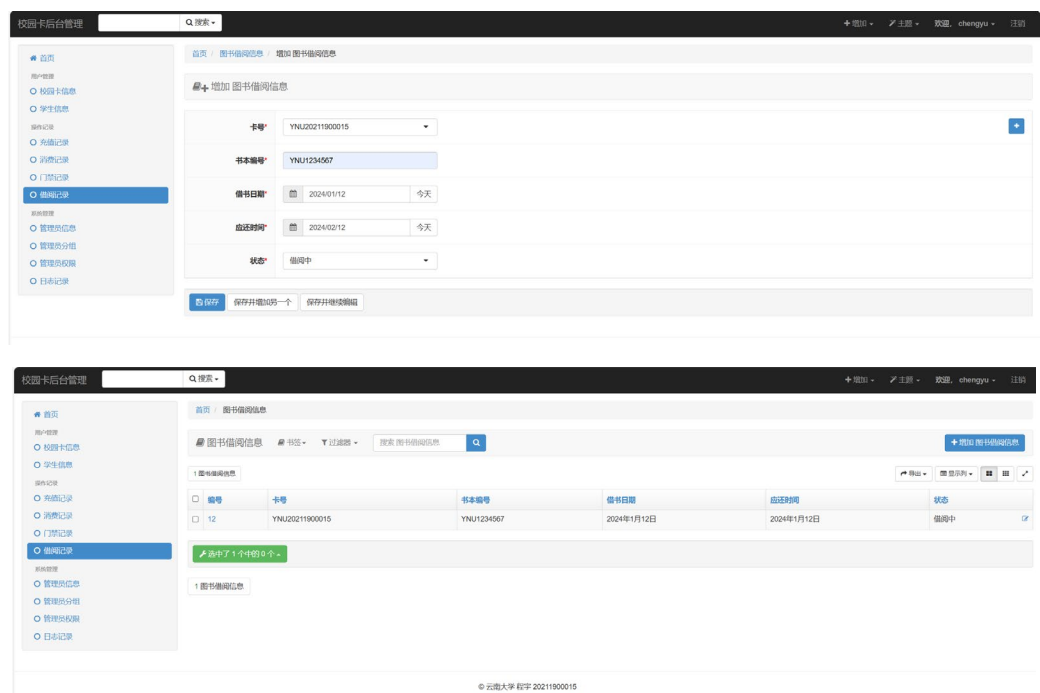 校园卡后台管理 搜索 增加 主题 欢迎, chengyu 注销
首页
用户管理
校园卡信息
学生信息
操作记录
充值记录
消费记录
门禁记录
借阅记录
系统管理
管理员信息
管理员分组
管理员权限
日志记录
首页 / 图书借阅信息 / 增加 图书借阅信息
增加 图书借阅信息
卡号* YNU20211900015
书本编号* YNU1234567
借书日期* 2024/01/12 今天
应还时间* 2024/02/12 今天
状态* 借阅中
保存 保存并增加另一个 保存并继续编辑
校园卡后台管理 搜索 增加 主题 欢迎, chengyu 注销
首页
用户管理
校园卡信息
学生信息
操作记录
充值记录
消费记录
门禁记录
借阅记录
系统管理
管理员信息
管理员分组
管理员权限
日志记录
首页 / 图书借阅信息
图书借阅信息 书签 过滤器 搜索 图书借阅信息 +增加 图书借阅信息
1 图书借阅信息 导出 显示列
编号 卡号 书本编号 借书日期 应还时间 状态
12 YNU20211900015 YNU1234567 2024年1月12日 2024年1月12日 借阅中
选中了 1 个中的 0 个
1 图书借阅信息
© 云南大学 程宇 20211900015